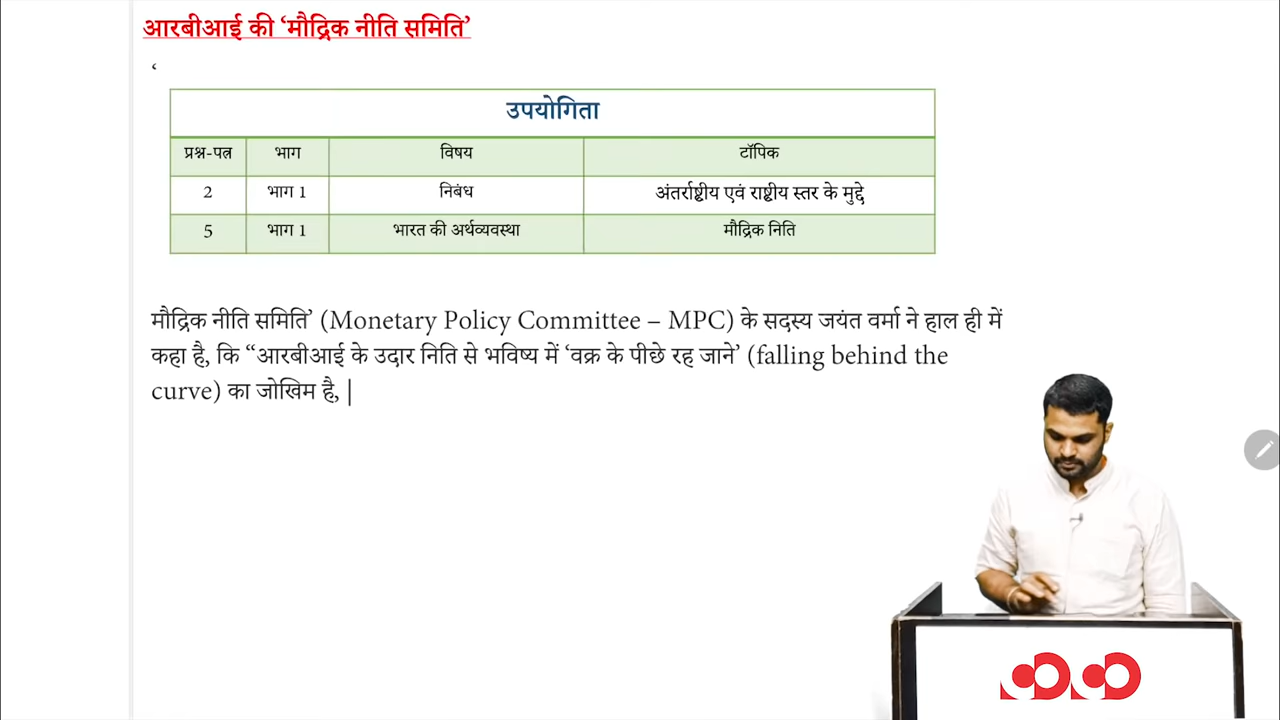 आरबीआई की ‘मौद्रिक नीति समिति’
‘
उपयोगिता
प्रश्न-पत्र भाग विषय टॉपिक
2 भाग 1 निबंध अंतर्राष्ट्रीय एवं राष्ट्रीय स्तर के मुद्दे
5 भाग 1 भारत की अर्थव्यवस्था मौद्रिक निति
मौद्रिक नीति समिति’ (Monetary Policy Committee – MPC) के सदस्य जयंत वर्मा ने हाल ही में
कहा है, कि “आरबीआई के उदार निति से भविष्य में ‘वक्र के पीछे रह जाने’ (falling behind the
curve) का जोखिम है,